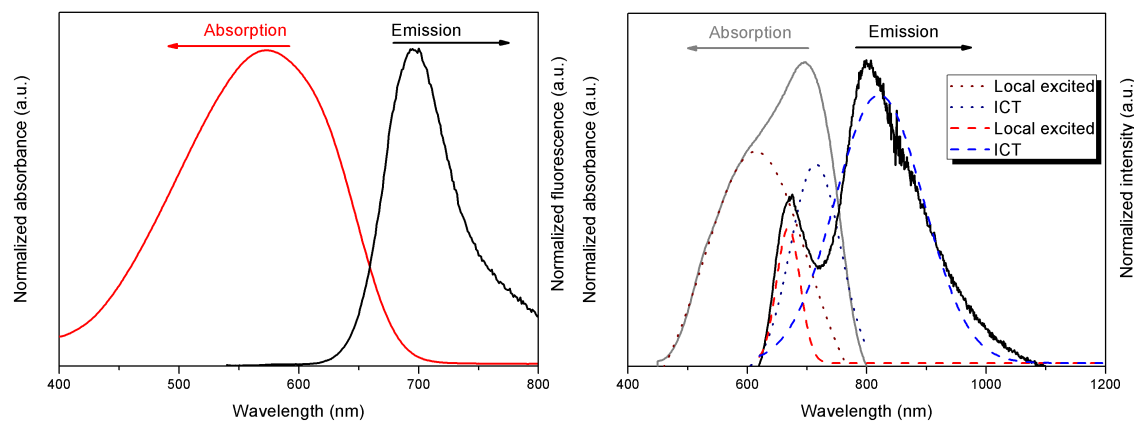 Absorption
Emission
Normalized absorbance (a.u.)
Normalized fluorescence (a.u.)
400
500
600
700
800
Wavelength (nm)
Absorption
Emission
Local excited
ICT
Local excited
ICT
Normalized absorbance (a.u.)
Normalized intensity (a.u.)
400
600
800
1000
1200
Wavelength (nm)